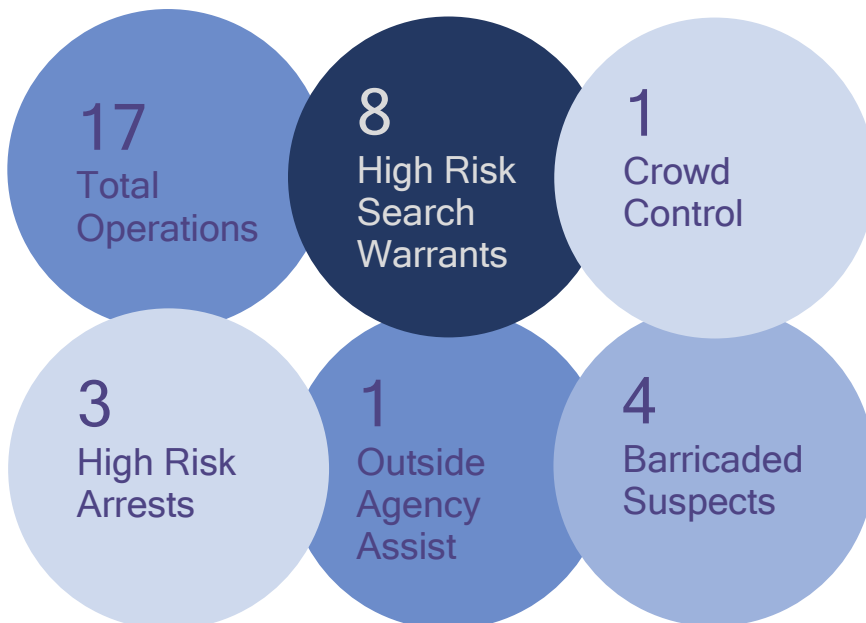 17
Total
Operations
8
High Risk
Search
Warrants
1
Crowd
Control
3
High Risk
Arrests
1
Outside
Agency
Assist
4
Barricaded
Suspects